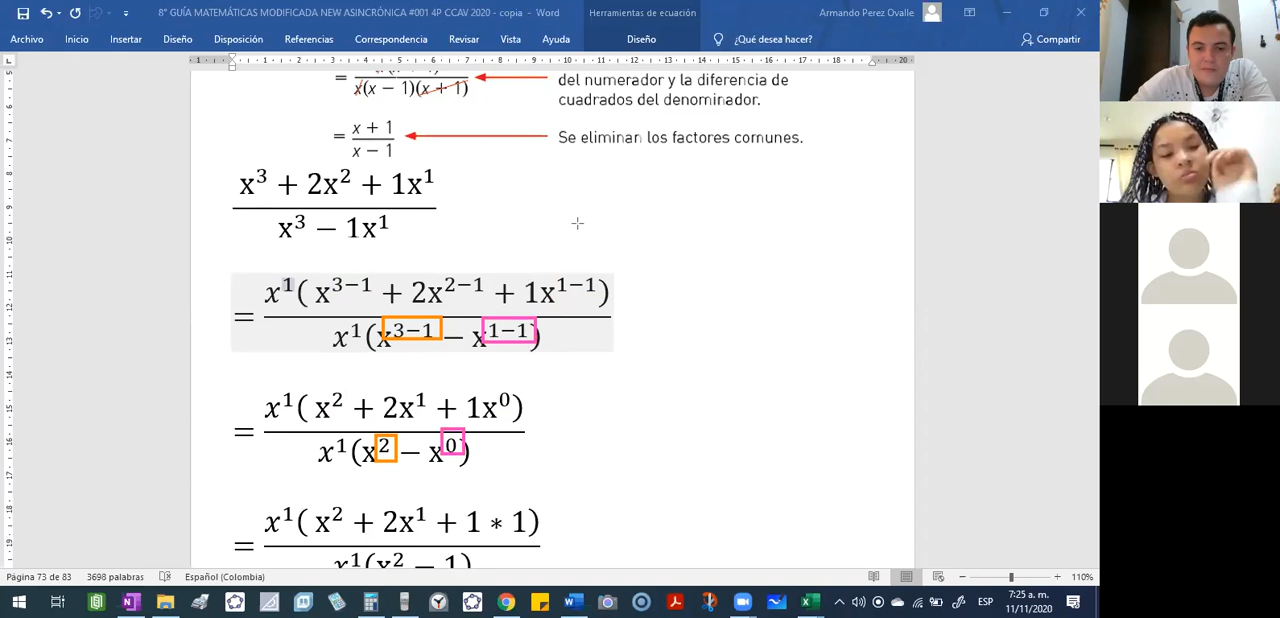 8° GUÍA MATEMÁTICAS MODIFICADA NEW ASINCRÓNICA #001 4P CCAV 2020 - copia - Word
Herramientas de ecuación
Armando Perez Ovalle
Archivo Inicio Insertar Diseño Disposición Referencias Correspondencia Revisar Vista Ayuda Diseño ¿Qué desea hacer? Compartir
= x(x − 1)(x + 1)
del numerador y la diferencia de
cuadrados del denominador.
= (x + 1)/(x − 1)
Se eliminan los factores comunes.
x³ + 2x² + 1x¹
x³ − 1x¹
x¹( x³⁻¹ + 2x²⁻¹ + 1x¹⁻¹)
=
x¹(x³⁻¹ − x¹⁻¹)
x¹( x² + 2x¹ + 1x⁰)
=
x¹(x² − x⁰)
x¹( x² + 2x¹ + 1 ∗ 1)
=
x¹(x² − 1)
Página 73 de 83 3698 palabras Español (Colombia) 110%
ESP
7:25 a. m.
11/11/2020